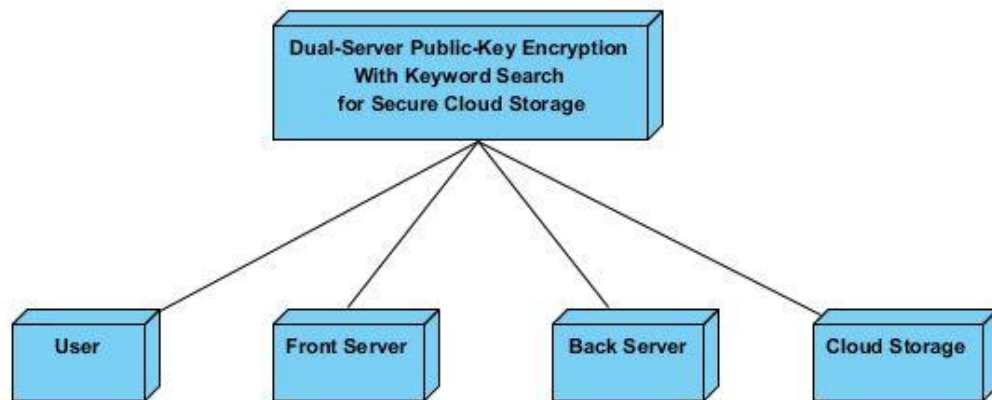 Dual-Server Public-Key Encryption
With Keyword Search
for Secure Cloud Storage
User
Front Server
Back Server
Cloud Storage